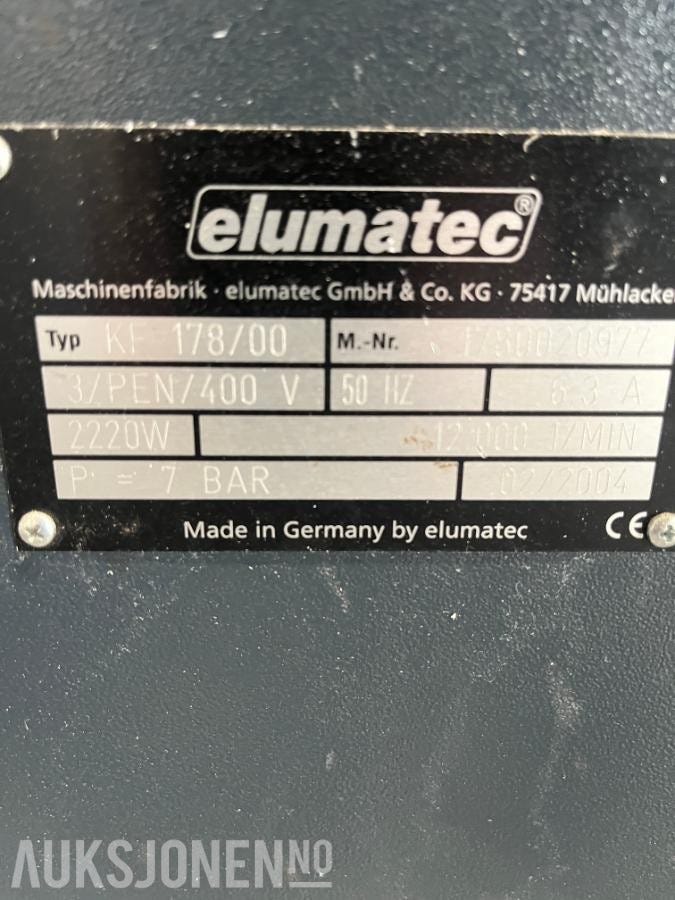 elumatec®
Maschinenfabrik · elumatec GmbH & Co. KG · 75417 Mühlacke
Typ KF 178/00 M.-Nr. 1780020977
3/PEN/400 V 50 HZ 6.3 A
2220W 12'000 1/MIN
P = 7 BAR 02/2004
Made in Germany by elumatec CE
AUKSJONEN NO